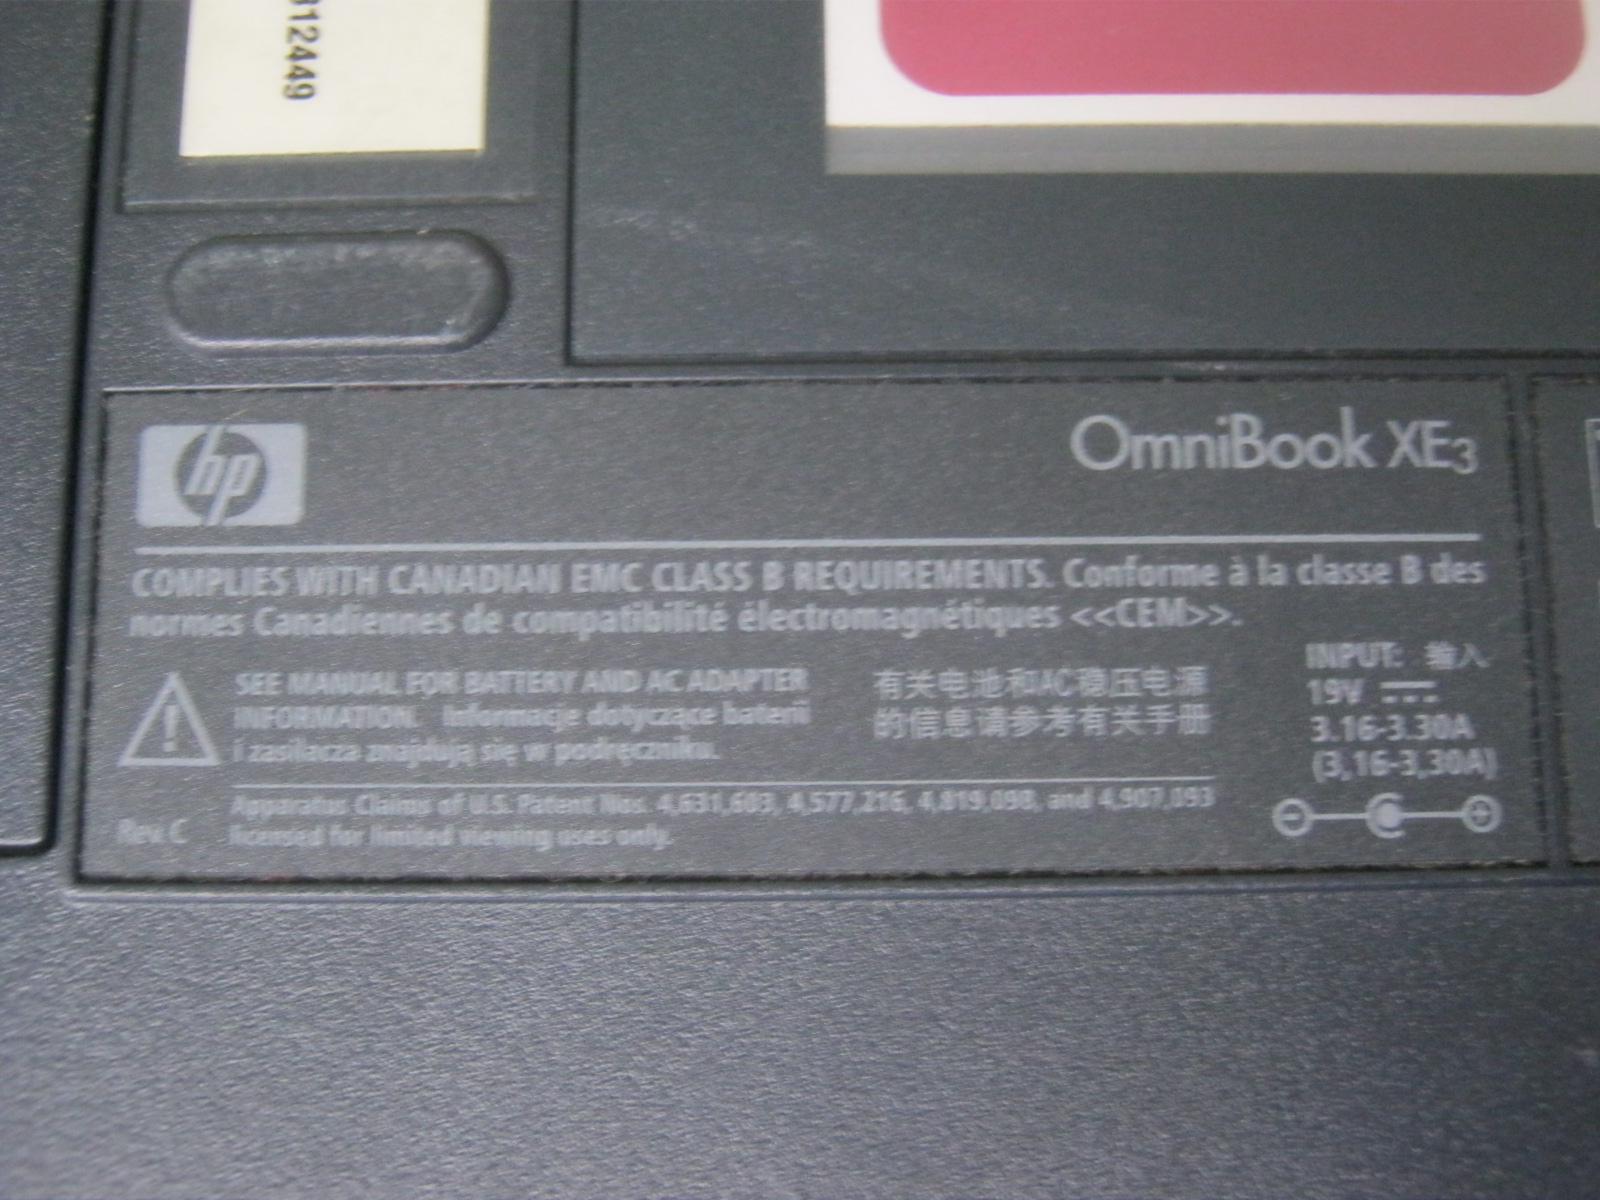 312449
hp
OmniBook XE3
COMPLIES WITH CANADIAN EMC CLASS B REQUIREMENTS. Conforme à la classe B des
normes Canadiennes de compatibilité électromagnétiques <<CEM>>.
SEE MANUAL FOR BATTERY AND AC ADAPTER
INFORMATION. Informacje dotyczące baterii
i zasilacza znajdują się w podręczniku.
有关电池和AC稳压电源
的信息请参考有关手册
INPUT: 输入
19V
3.16-3.30A
(3,16-3,30A)
Apparatus Claims of U.S. Patent Nos. 4,631,603, 4,577,216, 4,819,098, and 4,907,093
licensed for limited viewing uses only.
Rev. C